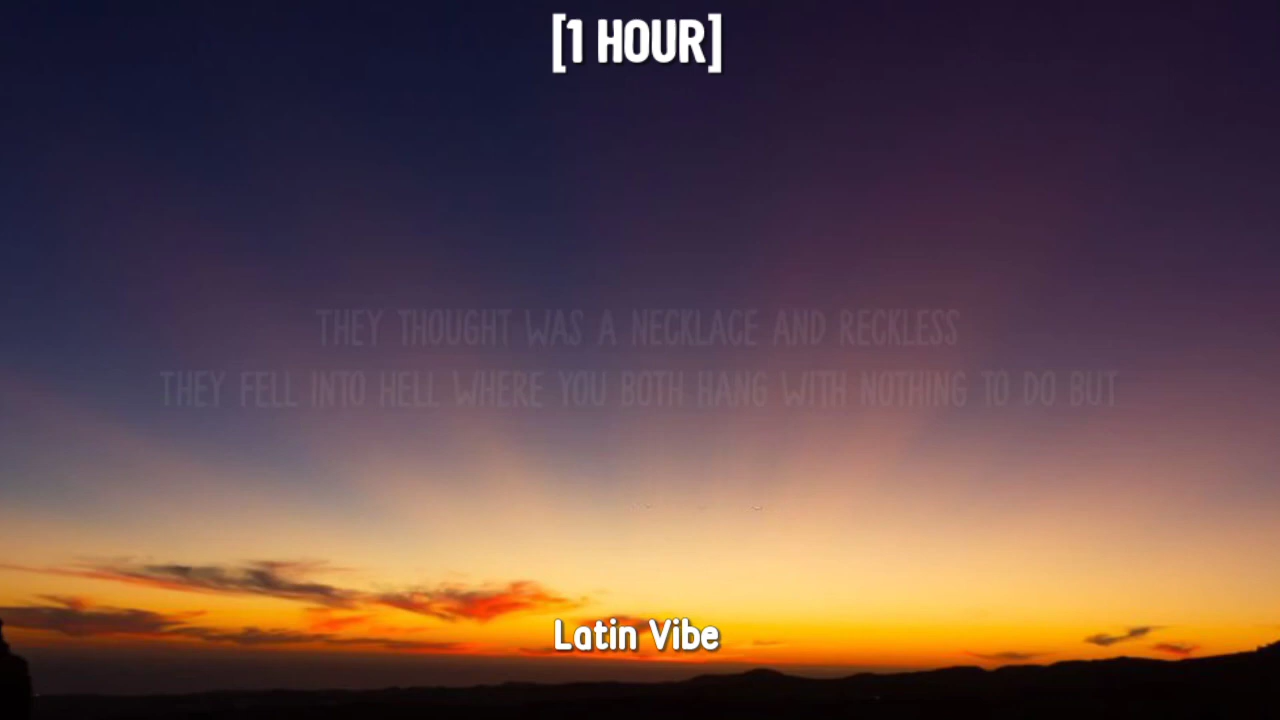 [1 HOUR]
THEY THOUGHT WAS A NECKLACE AND RECKLESS
THEY FELL INTO HELL WHERE YOU BOTH HANG WITH NOTHING TO DO BUT
Latin Vibe